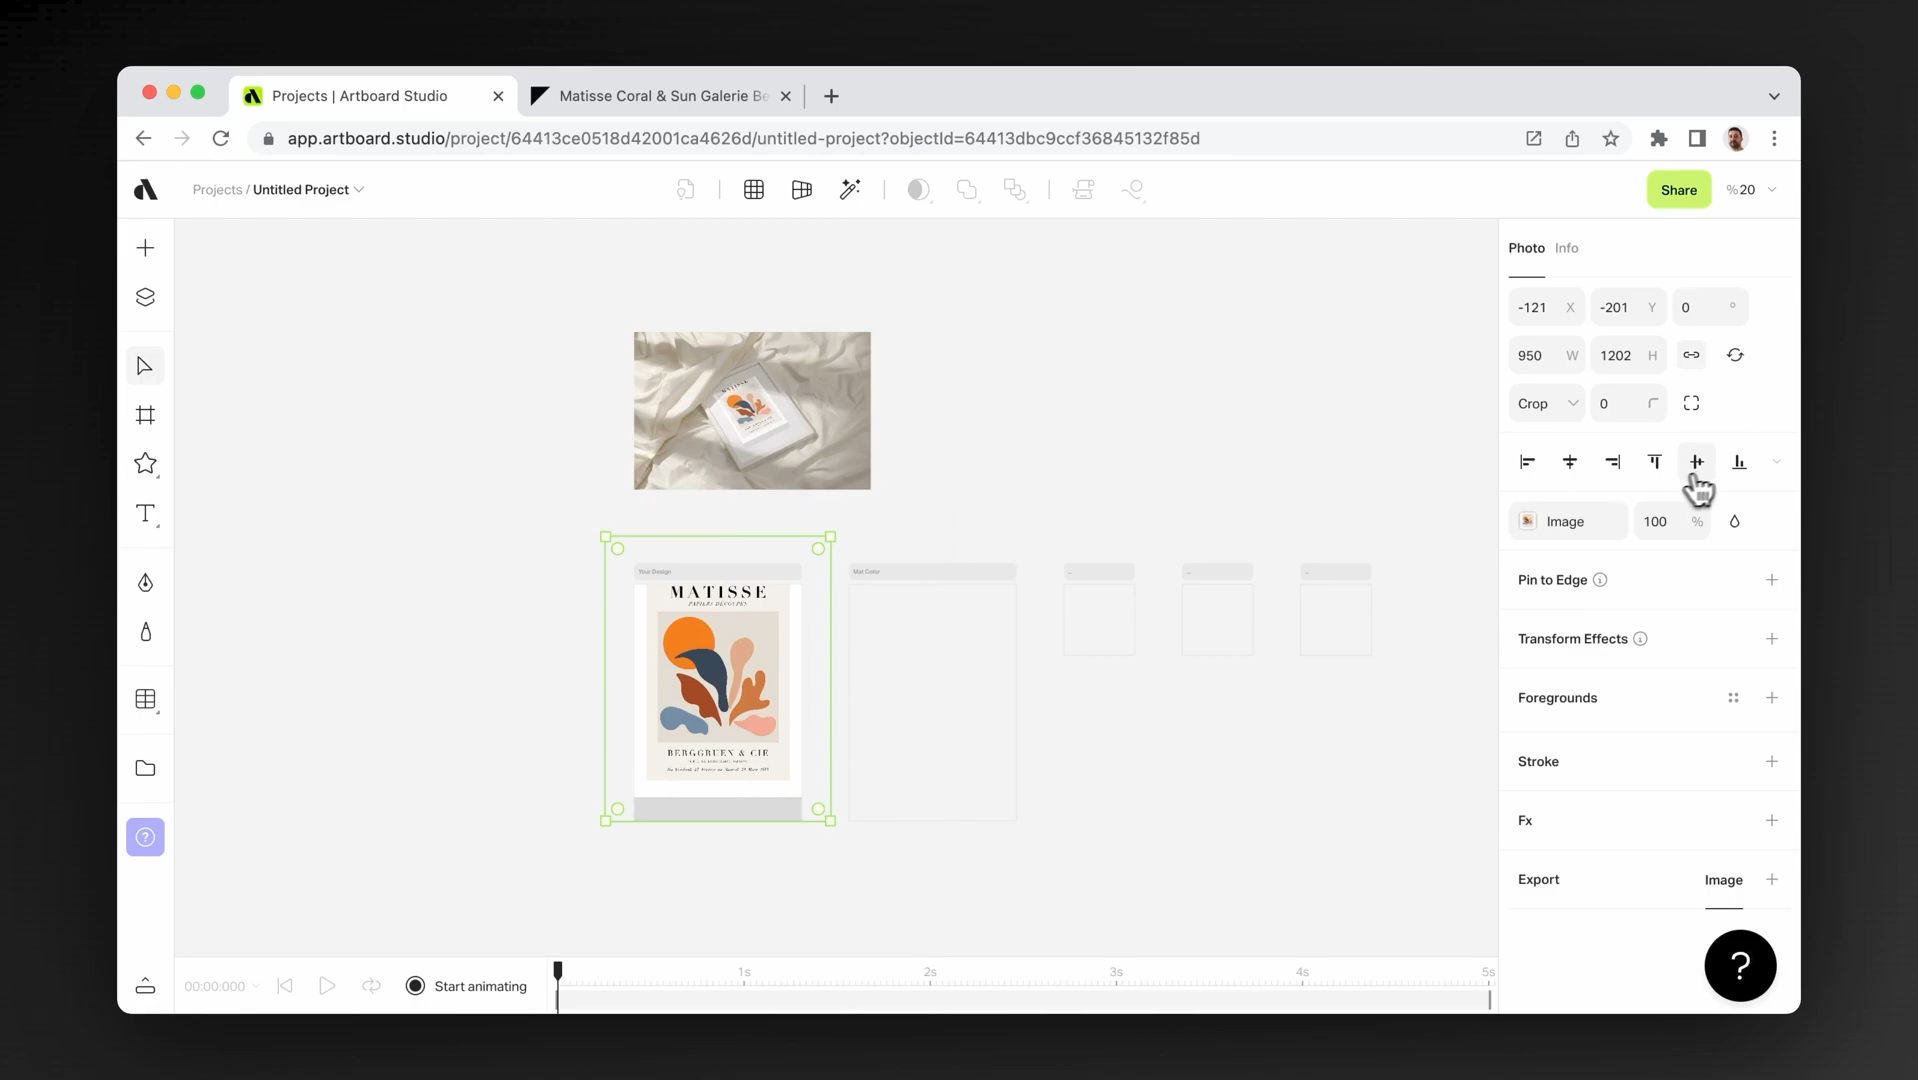 Projects | Artboard Studio
Matisse Coral & Sun Galerie Be
app.artboard.studio/project/64413ce0518d42001ca4626d/untitled-project?objectId=64413dbc9ccf36845132f85d
Projects / Untitled Project
Share
%20
Photo
Info
-121 X
-201 Y
0 °
950 W
1202 H
Crop
0
Image
100 %
Pin to Edge
Transform Effects
Foregrounds
Stroke
Fx
Export
Image
?
MATISSE
Your Design
Mat Color
...
...
...
MATISSE
PAPIERS DÉCOUPÉS
BERGGRUEN & CIE
?
00:00:000
Start animating
1s
2s
3s
4s
5s